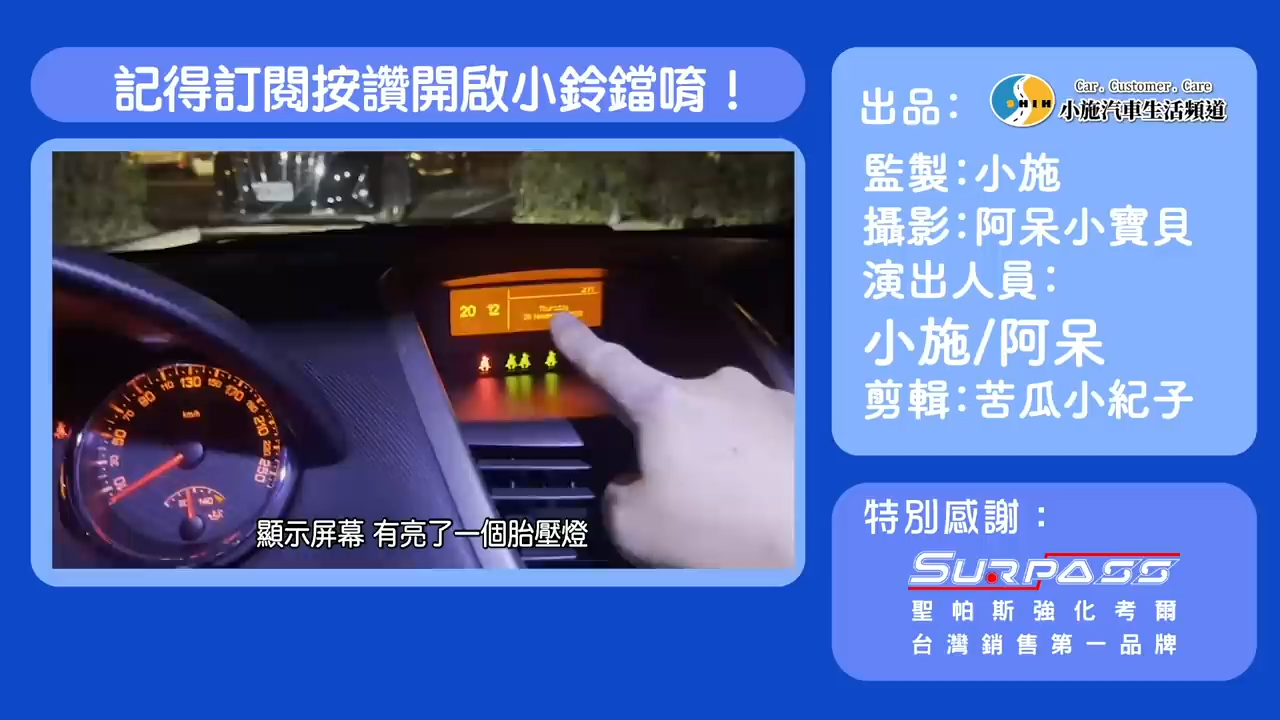 記得訂閱按讚開啟小鈴鐺唷！
20 12
Thursday
km/h
顯示屏幕 有亮了一個胎壓燈
出品：
SHIH
Car. Customer. Care
小施汽車生活頻道
監製：小施
攝影：阿呆小寶貝
演出人員：
小施/阿呆
剪輯：苦瓜小紀子
特別感謝：
SURPASS
聖帕斯強化考爾
台灣銷售第一品牌